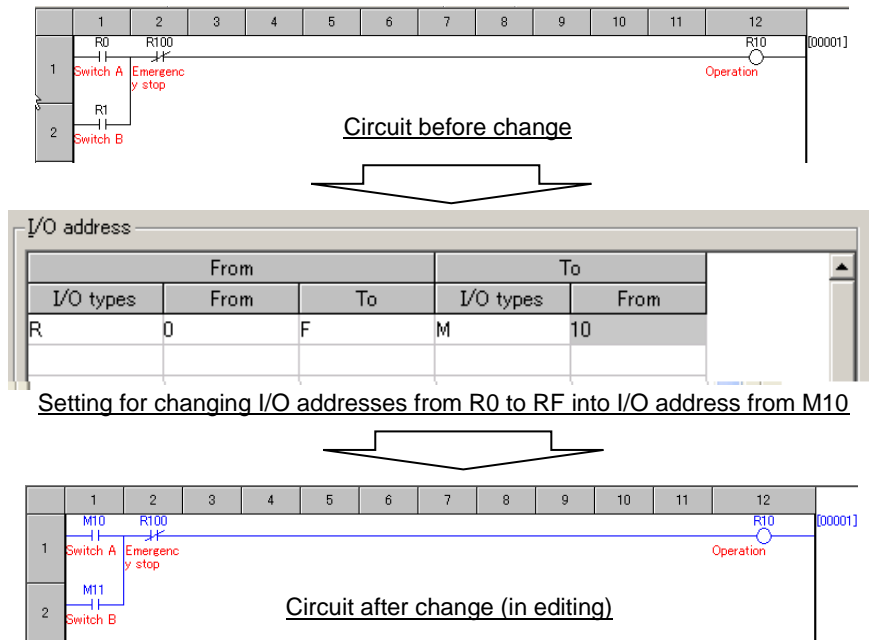 1 2 3 4 5 6 7 8 9 10 11 12
R0 R100 R10 [00001]
1 Switch A Emergenc Operation
y stop
R1
2 Switch B
Circuit before change
I/O address
From To
I/O types From To I/O types From
R 0 F M 10
Setting for changing I/O addresses from R0 to RF into I/O address from M10
1 2 3 4 5 6 7 8 9 10 11 12
M10 R100 R10 [00001]
1 Switch A Emergenc Operation
y stop
M11
2 Switch B
Circuit after change (in editing)